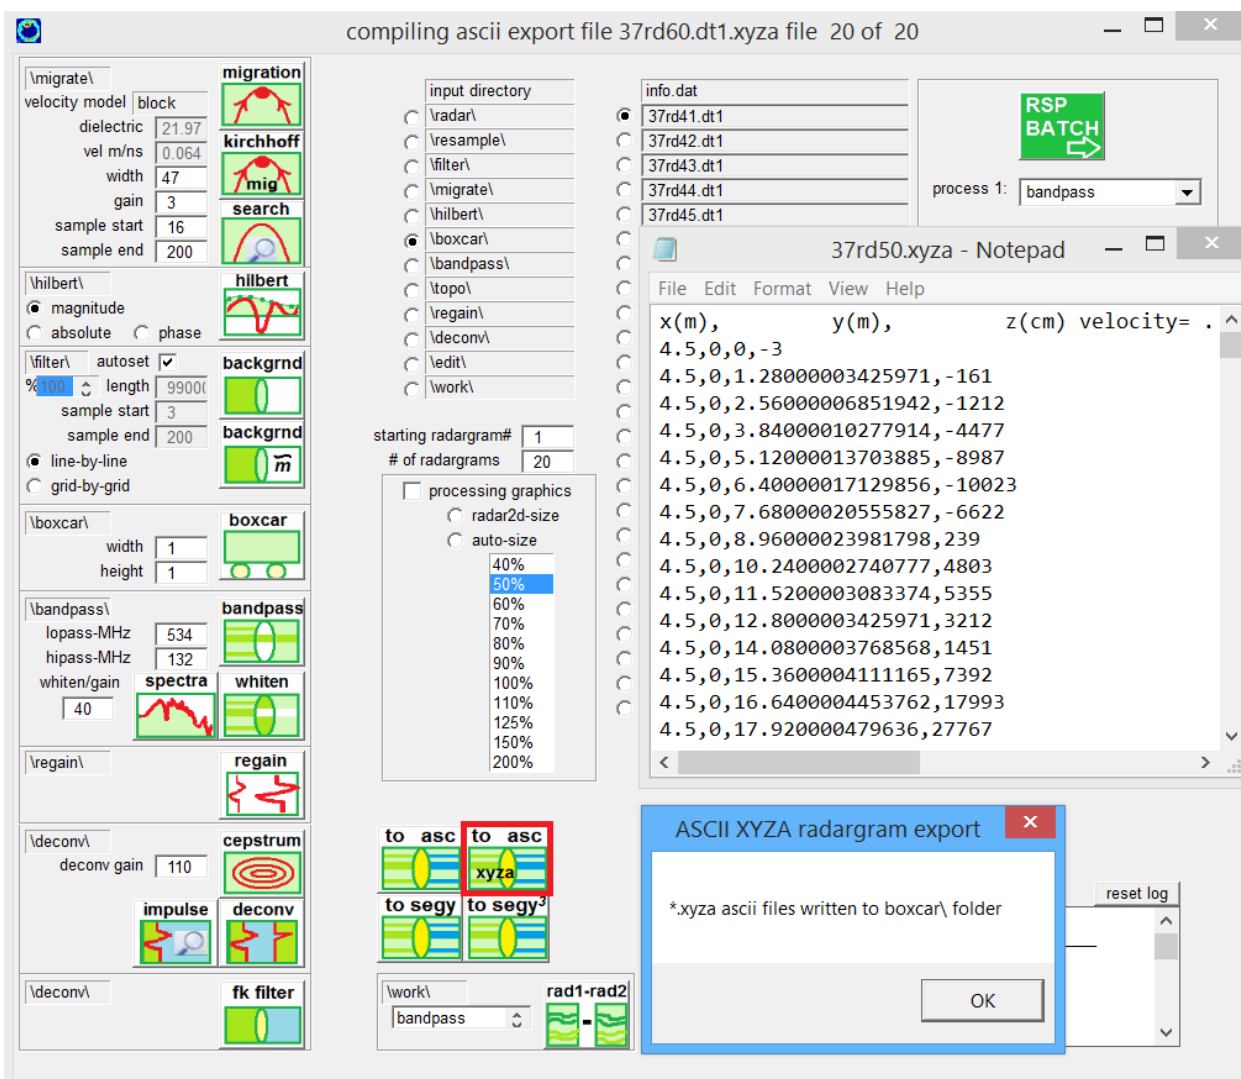 compiling ascii export file 37rd60.dt1.xyza file 20 of 20
\migrate\
migration
velocity model block
dielectric 21.97
vel m/ns 0.064
kirchhoff
mig
width 47
gain 3
search
sample start 16
sample end 200
\hilbert\
hilbert
magnitude
absolute phase
\filter\ autoset
backgrnd
%100 length 9900
sample start 3
sample end 200
backgrnd
m
line-by-line
grid-by-grid
\boxcar\
boxcar
width 1
height 1
\bandpass\
bandpass
lopass-MHz 534
hipass-MHz 132
whiten/gain spectra whiten
40
\regain\
regain
\deconv\
cepstrum
deconv gain 110
impulse deconv
\deconv\
fk filter
input directory
\radar\
\resample\
\filter\
\migrate\
\hilbert\
\boxcar\
\bandpass\
\topo\
\regain\
\deconv\
\edit\
\work\
starting radargram# 1
# of radargrams 20
processing graphics
radar2d-size
auto-size
40%
50%
60%
70%
80%
90%
100%
110%
125%
150%
200%
to asc to asc
xyza
to segy to segy³
\work\
bandpass
rad1-rad2
info.dat
37rd41.dt1
37rd42.dt1
37rd43.dt1
37rd44.dt1
37rd45.dt1
RSP
BATCH
process 1: bandpass
37rd50.xyza - Notepad
File Edit Format View Help
x(m), y(m), z(cm) velocity= .
4.5,0,0,-3
4.5,0,1.28000003425971,-161
4.5,0,2.56000006851942,-1212
4.5,0,3.84000010277914,-4477
4.5,0,5.12000013703885,-8987
4.5,0,6.40000017129856,-10023
4.5,0,7.68000020555827,-6622
4.5,0,8.96000023981798,239
4.5,0,10.2400002740777,4803
4.5,0,11.5200003083374,5355
4.5,0,12.8000003425971,3212
4.5,0,14.0800003768568,1451
4.5,0,15.3600004111165,7392
4.5,0,16.6400004453762,17993
4.5,0,17.920000479636,27767
ASCII XYZA radargram export
*.xyza ascii files written to boxcar\ folder
OK
reset log